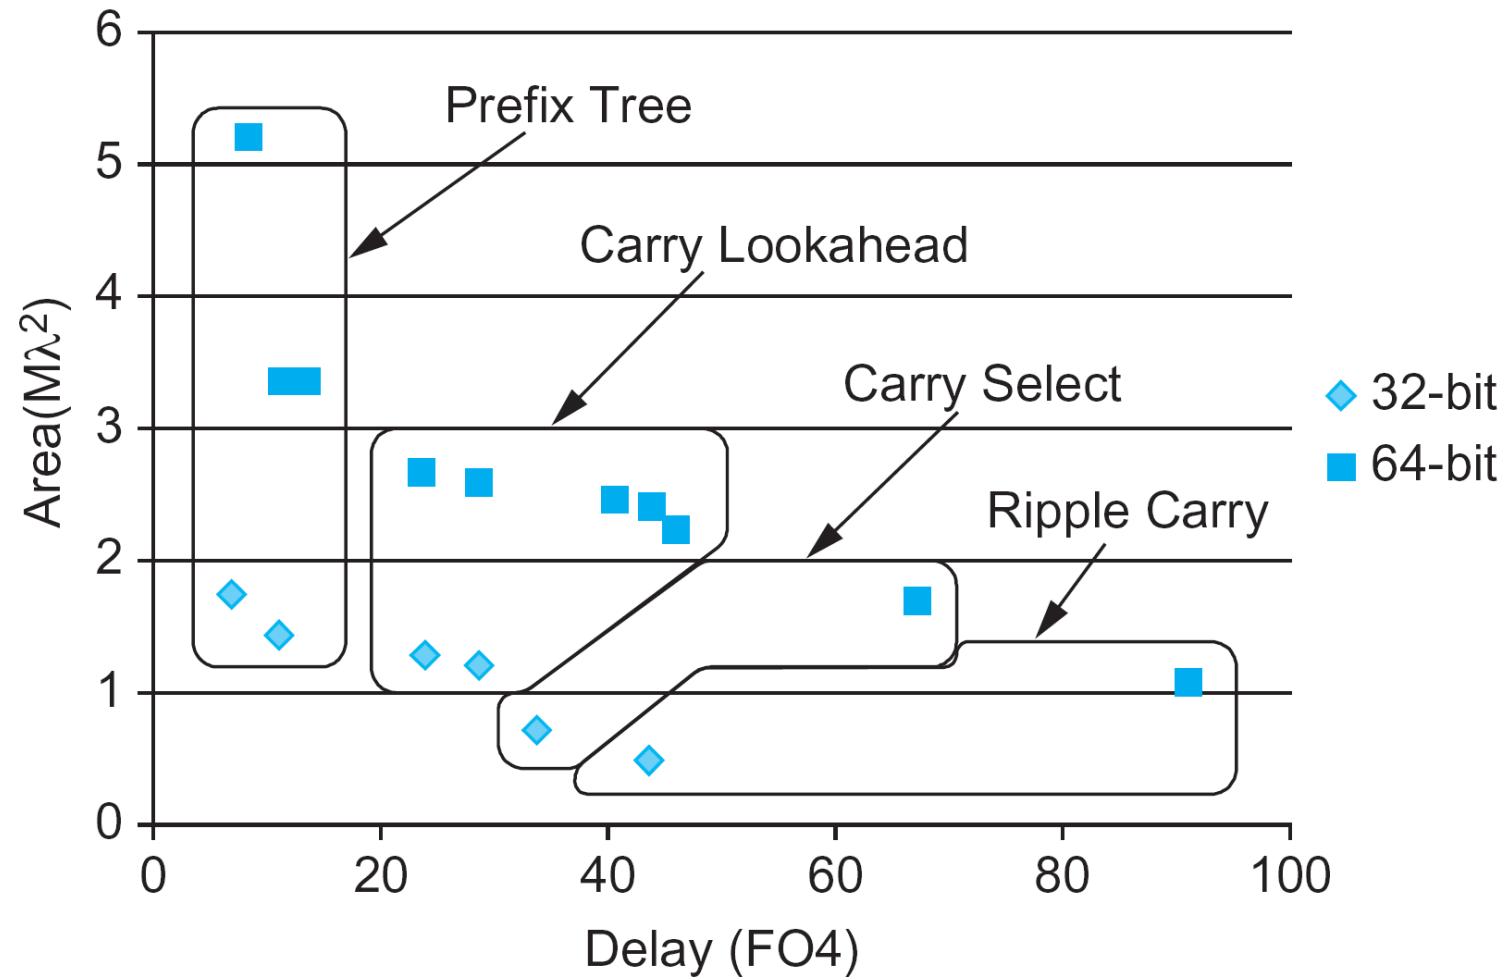 6
Prefix Tree
5
Carry Lookahead
4
Carry Select
32-bit
3
64-bit
Ripple Carry
2
1
0
0 20 40 60 80 100
Area(Mλ²)
Delay (FO4)